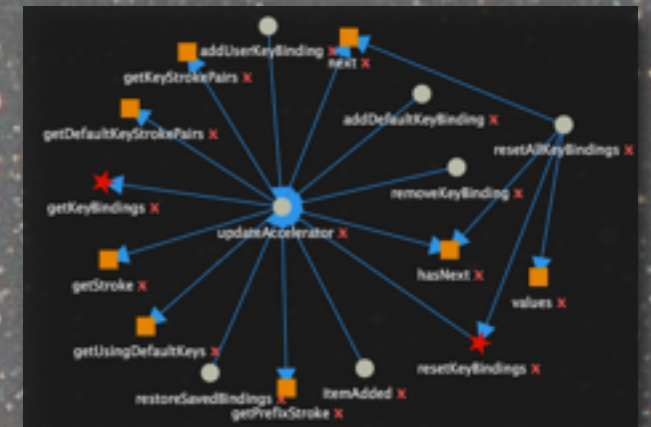 addUserKeyBinding x
next x
getKeyStrokePairs x
addDefaultKeyBinding x
getDefaultKeyStrokePairs x
resetAllKeyBindings x
removeKeyBinding x
getKeyBindings x
updateAccelerator x
hasNext x
getStroke x
values x
getUsingDefaultKeys x
resetKeyBindings x
restoreSavedBindings x
itemAdded x
getPrefixStroke x